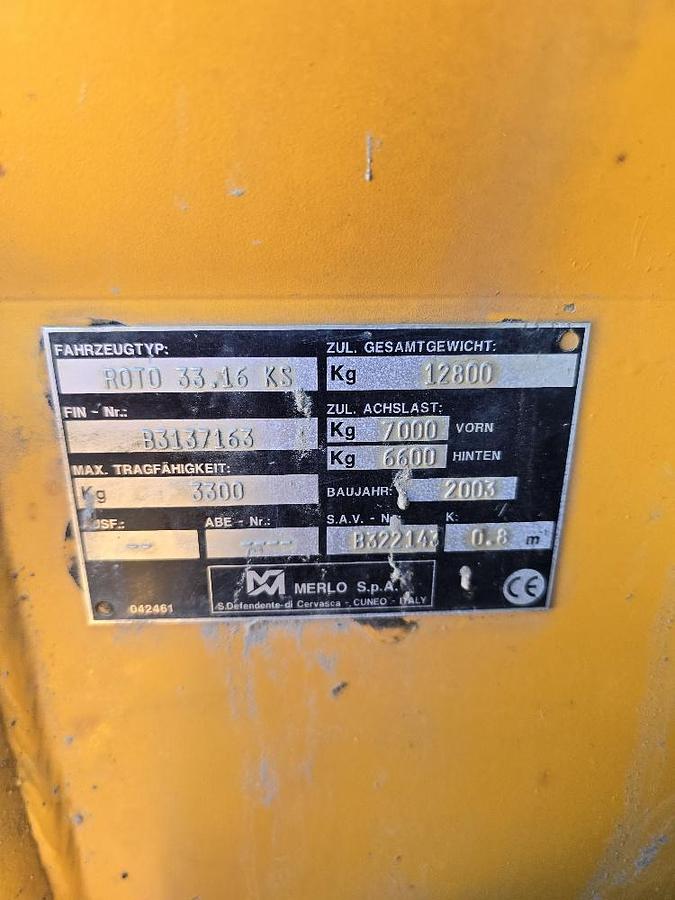 FAHRZEUGTYP:
ROTO 33.16 KS
FIN - Nr.:
B3137163
MAX. TRAGFÄHIGKEIT:
Kg 3300
ABE - Nr.:
ZUL. GESAMTGEWICHT:
Kg 12800
ZUL. ACHSLAST:
Kg 7000 VORN
Kg 6600 HINTEN
BAUJAHR: 2003
S.A.V. - Nr.
B322143
K:
0.8 m
MERLO S.p.A.
S.Defendente di Cervasca - CUNEO - ITALY
042461
CE